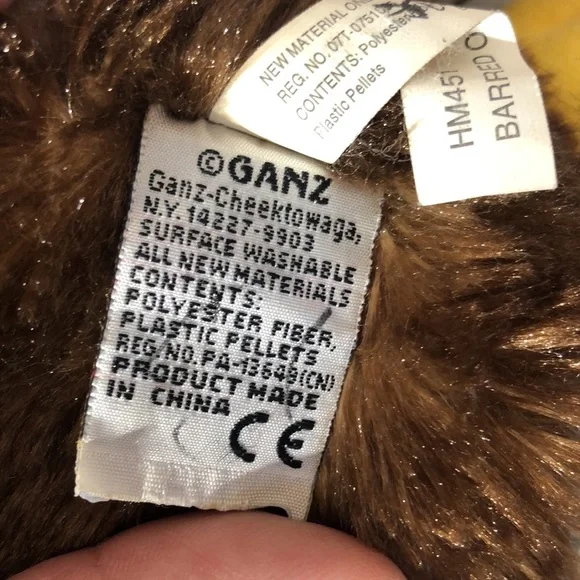 NEW MATERIAL
REG. NO. 07T-0751
CONTENTS: Polyester
Plastic Pellets
HM451
BARRED
©GANZ
Ganz-Cheektowaga,
N.Y. 14227-9903
SURFACE WASHABLE
ALL NEW MATERIALS
CONTENTS:
POLYESTER FIBER,
PLASTIC PELLETS
REG.NO. PA-13646(CN)
PRODUCT MADE
IN CHINA
CE